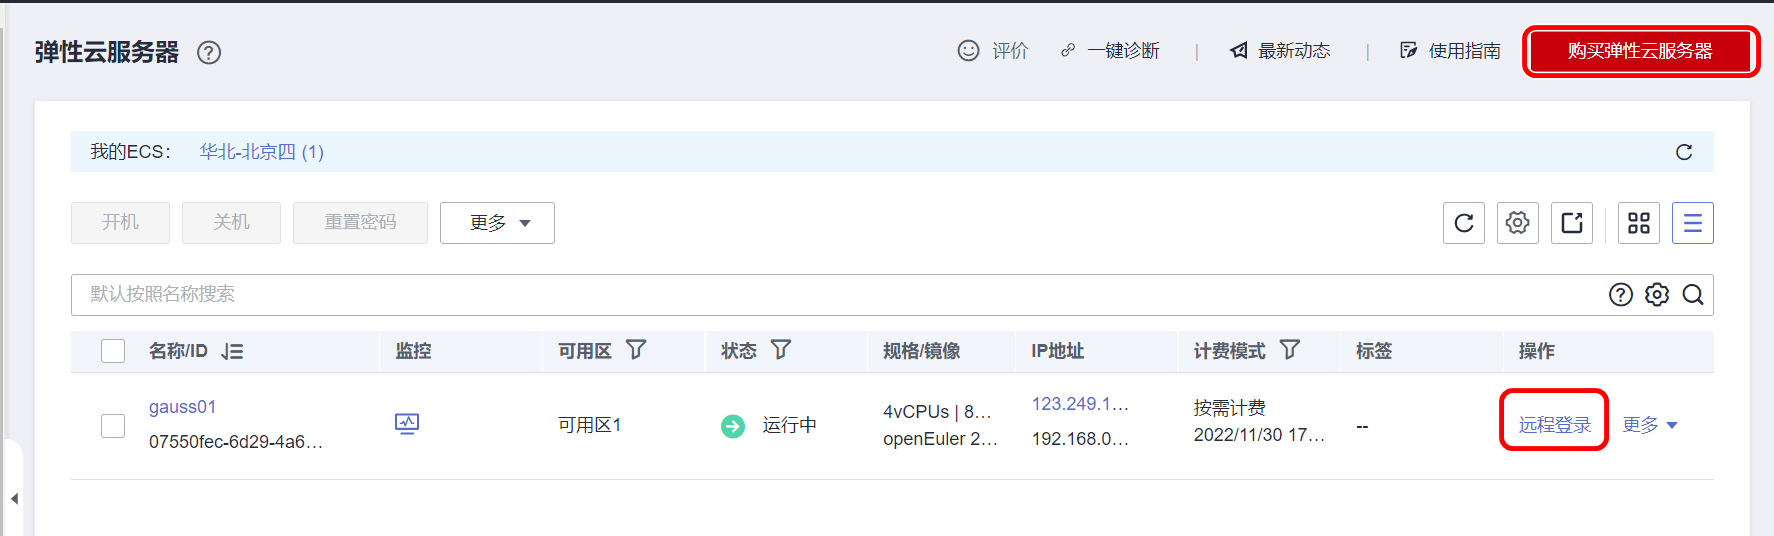 弹性云服务器
评价 一键诊断 | 最新动态 | 使用指南 购买弹性云服务器
我的ECS： 华北-北京四 (1)
开机 关机 重置密码 更多
默认按照名称搜索
名称/ID 监控 可用区 状态 规格/镜像 IP地址 计费模式 标签 操作
gauss01
07550fec-6d29-4a6...
可用区1
运行中
4vCPUs | 8...
openEuler 2...
123.249.1...
192.168.0...
按需计费
2022/11/30 17...
--
远程登录 更多